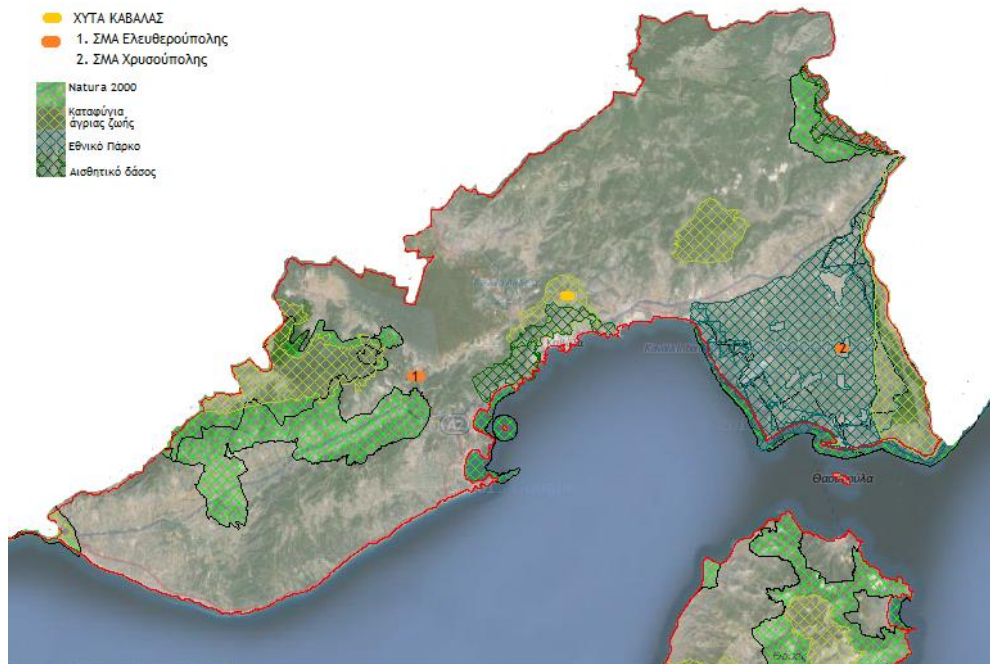 ΧΥΤΑ ΚΑΒΑΛΑΣ
1. ΣΜΑ Ελευθερούπολης
2. ΣΜΑ Χρυσούπολης
Natura 2000
Καταφύγια
άγριας ζωής
Εθνικό Πάρκο
Αισθητικό δάσος
2
1
A2